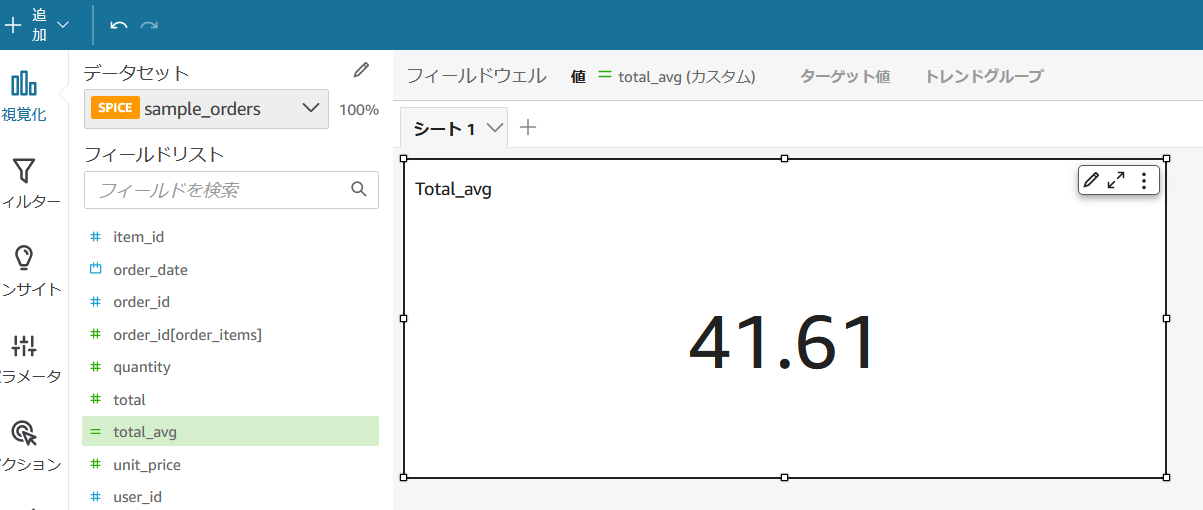 追加
データセット
SPICE sample_orders 100%
フィールドリスト
フィールドを検索
item_id
order_date
order_id
order_id[order_items]
quantity
total
total_avg
unit_price
user_id
視覚化
ィルター
ンサイト
ラメータ
クション
フィールドウェル 値 total_avg (カスタム) ターゲット値 トレンドグループ
シート 1
Total_avg
41.61